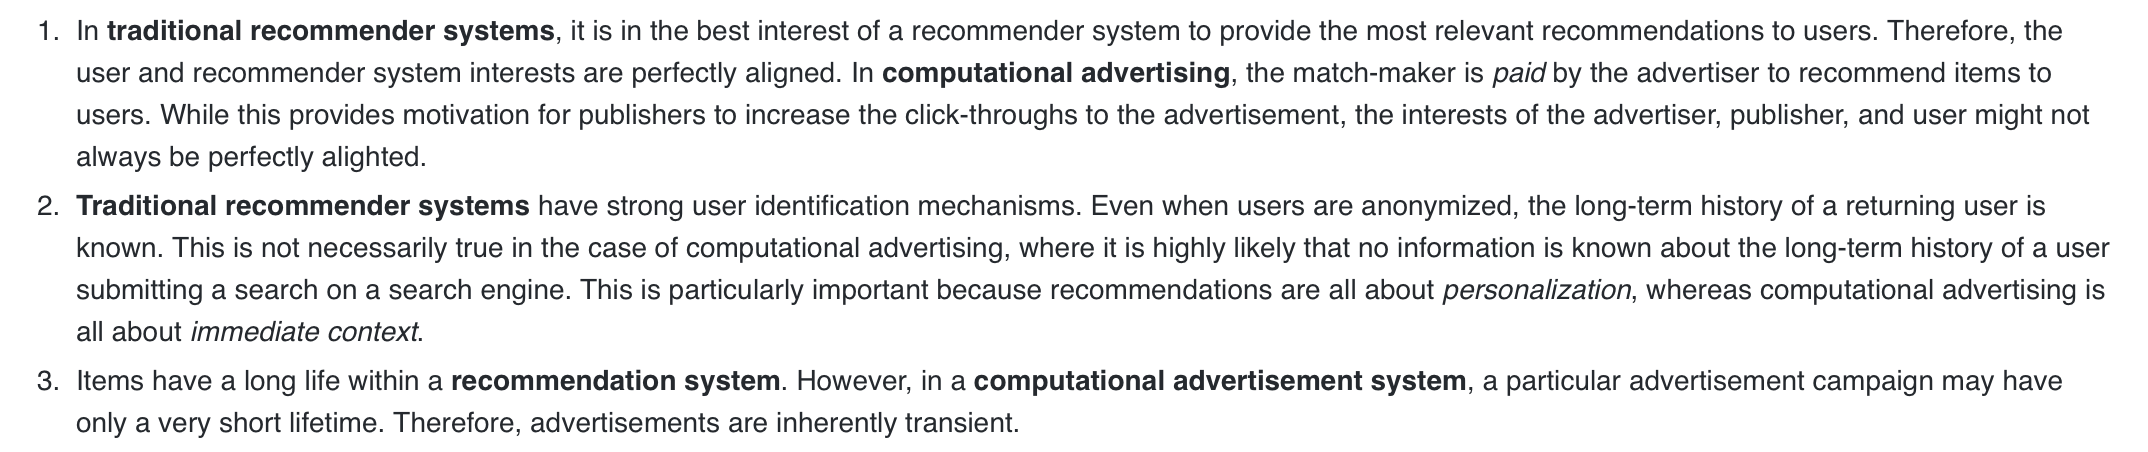 1. In traditional recommender systems, it is in the best interest of a recommender system to provide the most relevant recommendations to users. Therefore, the
user and recommender system interests are perfectly aligned. In computational advertising, the match-maker is paid by the advertiser to recommend items to
users. While this provides motivation for publishers to increase the click-throughs to the advertisement, the interests of the advertiser, publisher, and user might not
always be perfectly alighted.
2. Traditional recommender systems have strong user identification mechanisms. Even when users are anonymized, the long-term history of a returning user is
known. This is not necessarily true in the case of computational advertising, where it is highly likely that no information is known about the long-term history of a user
submitting a search on a search engine. This is particularly important because recommendations are all about personalization, whereas computational advertising is
all about immediate context.
3. Items have a long life within a recommendation system. However, in a computational advertisement system, a particular advertisement campaign may have
only a very short lifetime. Therefore, advertisements are inherently transient.